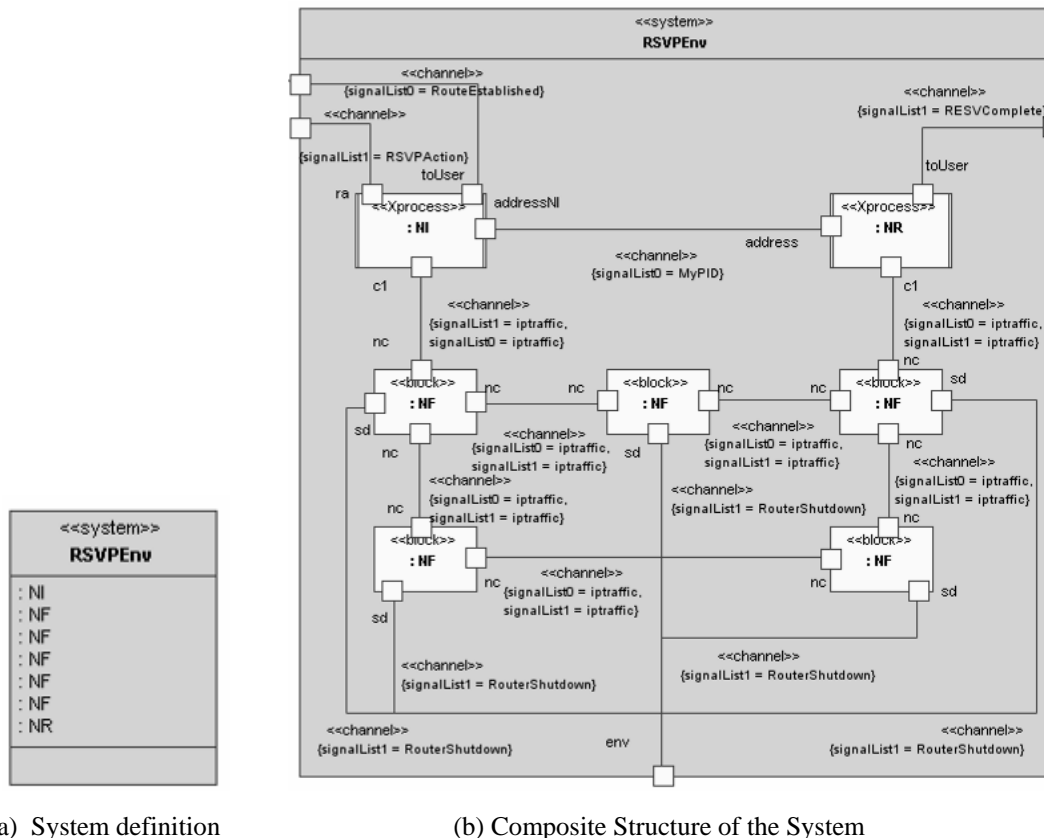 <<system>>
RSVPEnv
<<channel>>
{signalList0 = RouteEstablished}
<<channel>>
{signalList1 = RESVComplete}
<<channel>>
{signalList1 = RSVPAction}
toUser
toUser
ra
<<Xprocess>>
: NI
addressNI
<<Xprocess>>
: NR
address
<<channel>>
{signalList0 = MyPID}
c1
c1
<<channel>>
{signalList1 = iptraffic,
signalList0 = iptraffic}
<<channel>>
{signalList0 = iptraffic,
signalList1 = iptraffic}
nc
nc
<<block>>
: NF
nc
nc
<<block>>
: NF
nc
nc
<<block>>
: NF
sd
sd
nc
<<channel>>
{signalList0 = iptraffic,
signalList1 = iptraffic}
sd
<<channel>>
{signalList0 = iptraffic,
signalList1 = iptraffic}
nc
<<channel>>
{signalList0 = iptraffic,
signalList1 = iptraffic}
<<channel>>
{signalList0 = iptraffic,
signalList1 = iptraffic}
<<channel>>
{signalList1 = RouterShutdown}
nc
nc
<<block>>
: NF
nc
<<channel>>
{signalList0 = iptraffic,
signalList1 = iptraffic}
nc
<<block>>
: NF
sd
sd
<<channel>>
{signalList1 = RouterShutdown}
<<channel>>
{signalList1 = RouterShutdown}
<<channel>>
{signalList1 = RouterShutdown}
env
<<channel>>
{signalList1 = RouterShutdown}
<<system>>
RSVPEnv
: NI
: NF
: NF
: NF
: NF
: NF
: NR
a) System definition
(b) Composite Structure of the System